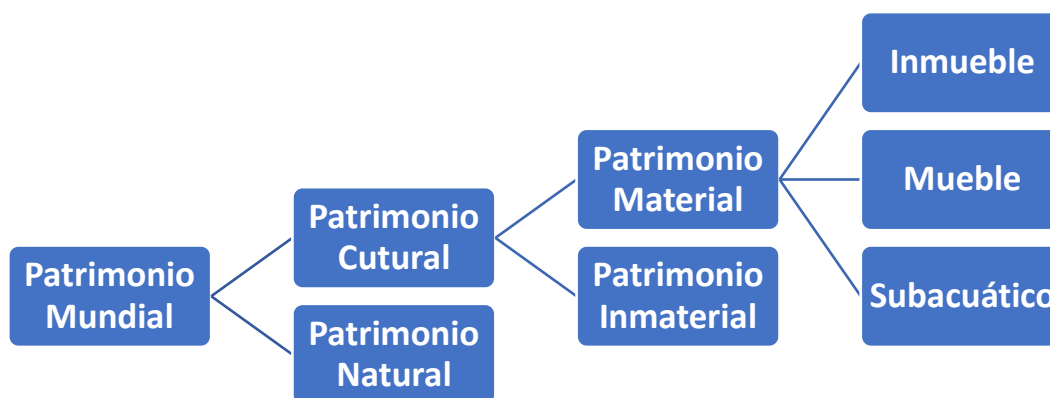 Patrimonio
Mundial
Patrimonio
Cutural
Patrimonio
Natural
Patrimonio
Material
Patrimonio
Inmaterial
Inmueble
Mueble
Subacuático